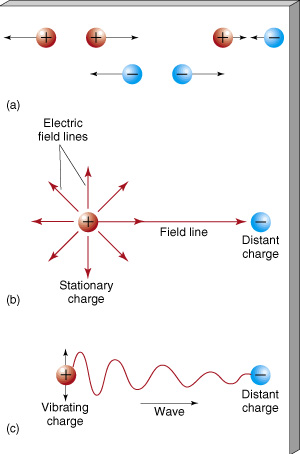 + + + −
− −
(a)
Electric
field lines
+ −
Field line
Distant
charge
Stationary
charge
(b)
+ −
Vibrating
charge
Wave
Distant
charge
(c)